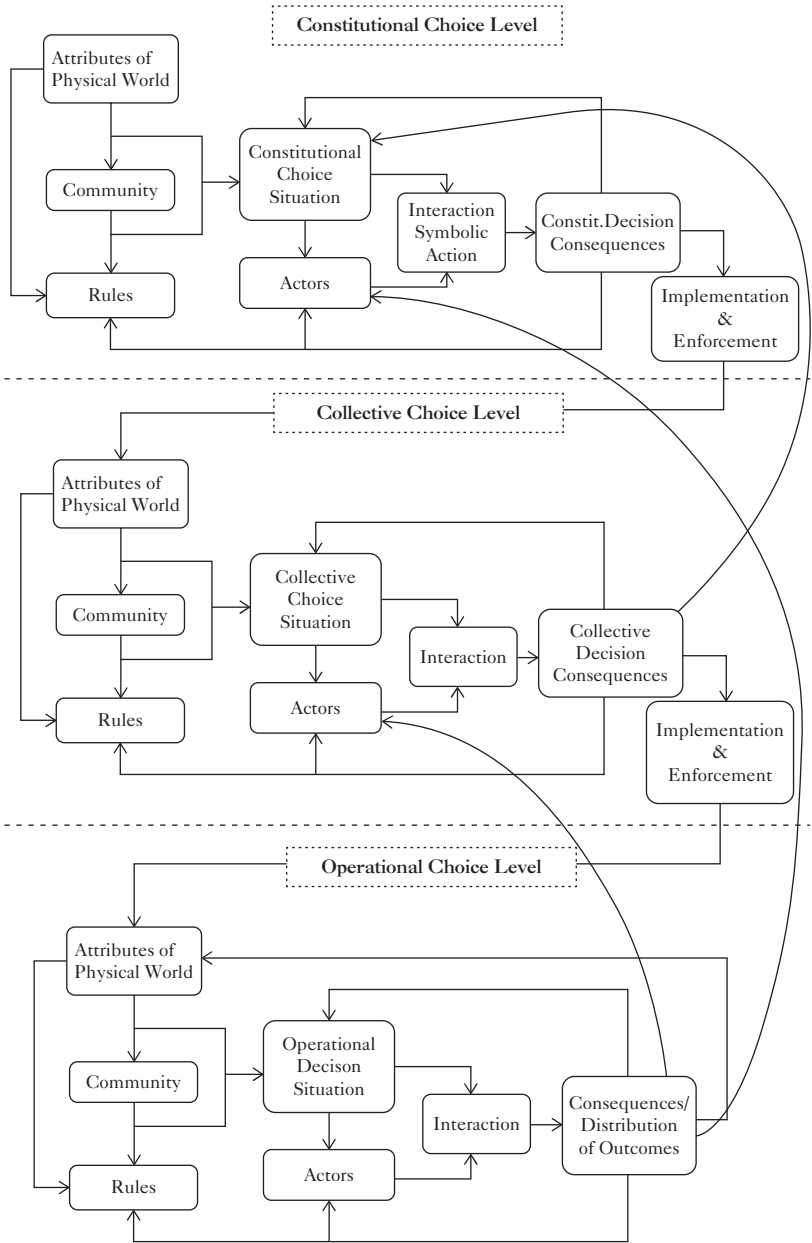 Constitutional Choice Level
Attributes of
Physical World
Community
Rules
Constitutional
Choice
Situation
Actors
Interaction
Symbolic
Action
Constit.Decision
Consequences
Implementation
&
Enforcement
Collective Choice Level
Attributes of
Physical World
Community
Rules
Collective
Choice
Situation
Actors
Interaction
Collective
Decision
Consequences
Implementation
&
Enforcement
Operational Choice Level
Attributes of
Physical World
Community
Rules
Operational
Decison
Situation
Actors
Interaction
Consequences/
Distribution
of Outcomes